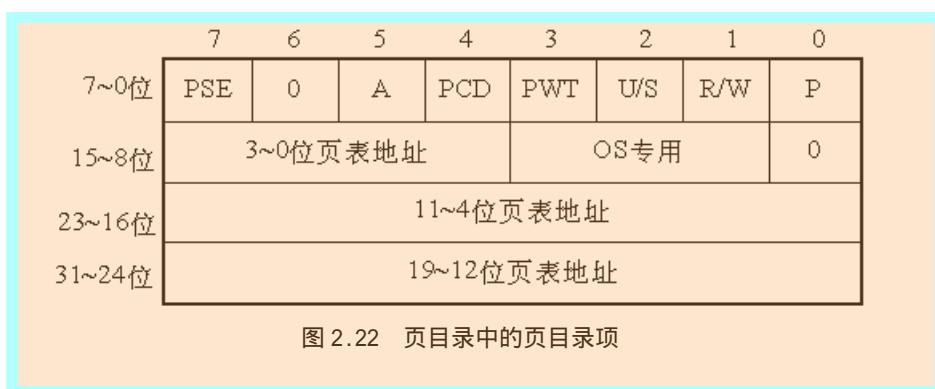 7 6 5 4 3 2 1 0
7~0位 PSE 0 A PCD PWT U/S R/W P
15~8位 3~0位页表地址 OS专用 0
23~16位 11~4位页表地址
31~24位 19~12位页表地址
图 2.22 页目录中的页目录项